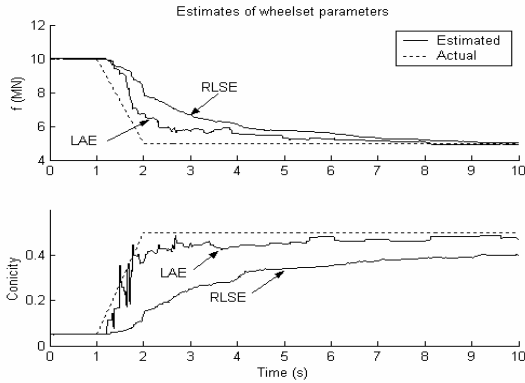 Estimates of wheelset parameters
12
10
8
6
4
f (MN)
Estimated
Actual
RLSE
LAE
0 1 2 3 4 5 6 7 8 9 10
0.4
0.2
0
Conicity
LAE
RLSE
0 1 2 3 4 5 6 7 8 9 10
Time (s)